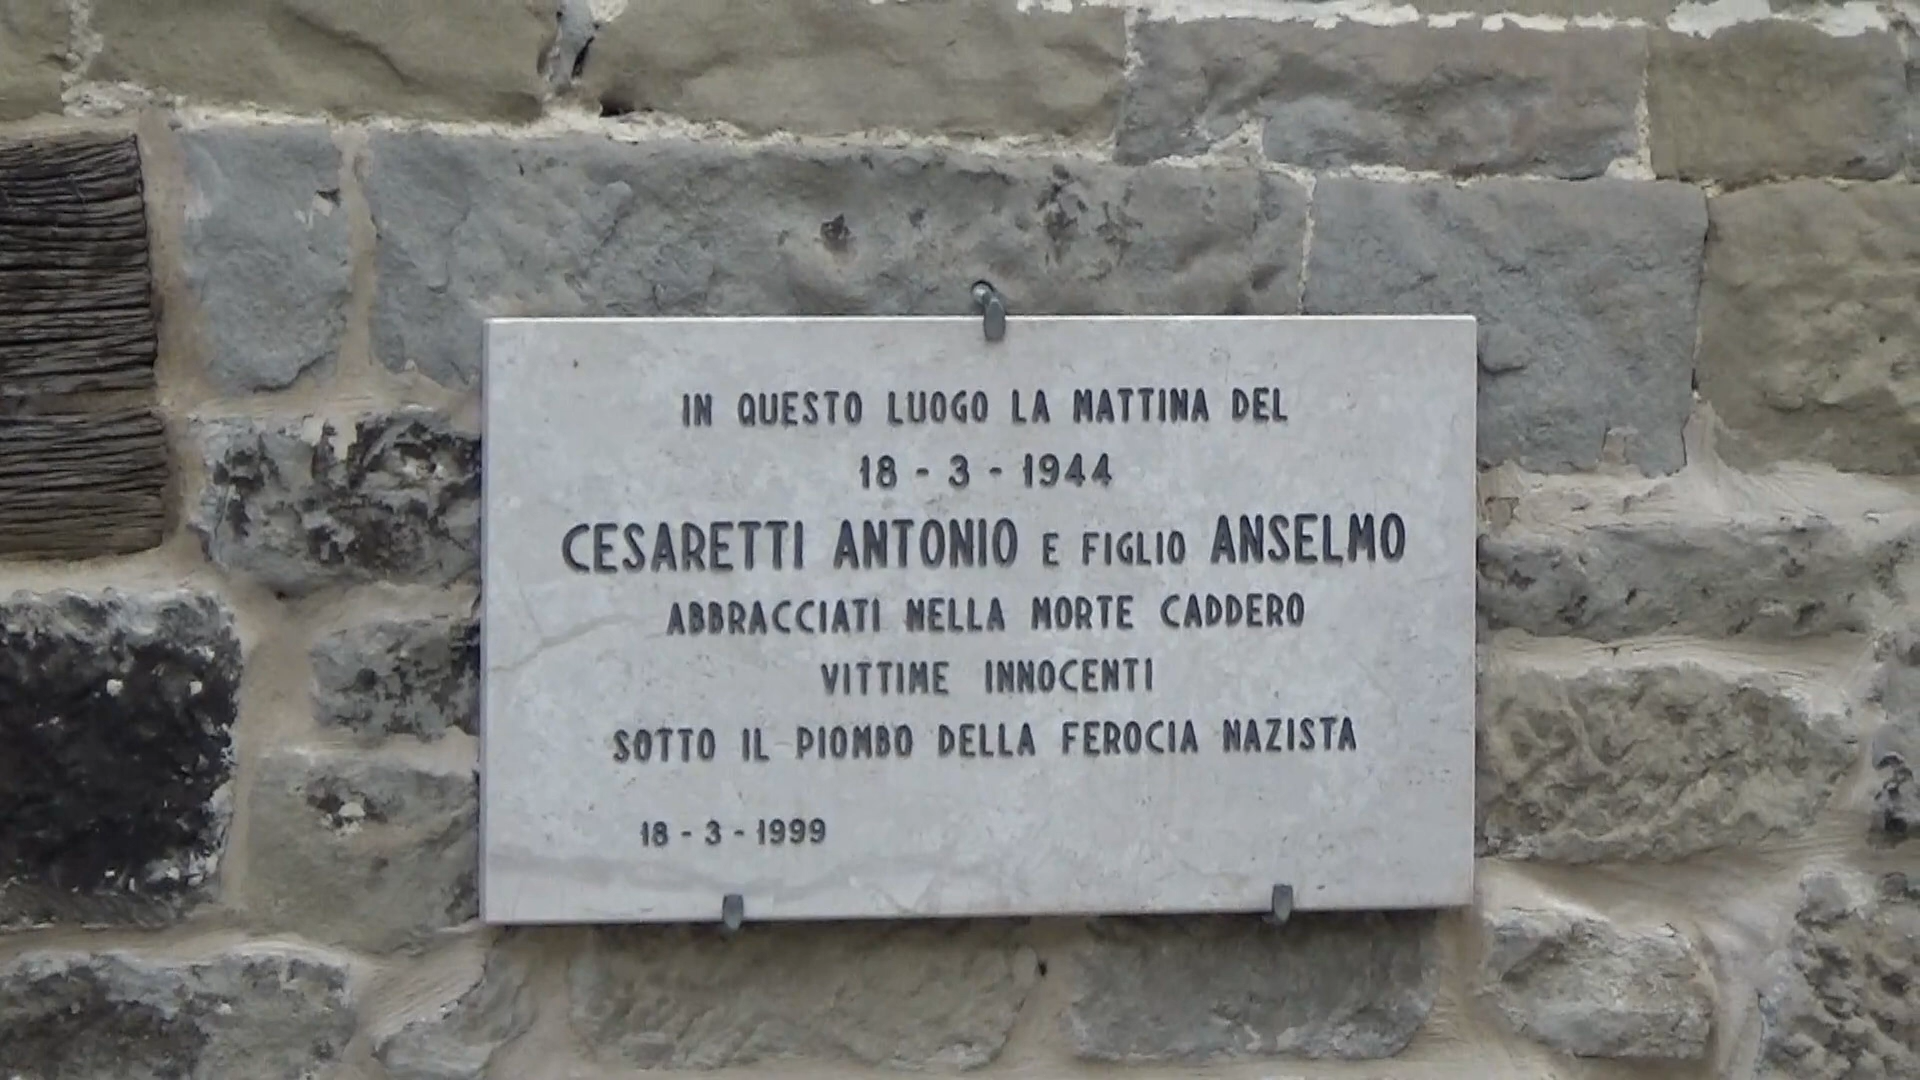 IN QUESTO LUOGO LA MATTINA DEL
18 - 3 - 1944
CESARETTI ANTONIO E FIGLIO ANSELMO
ABBRACCIATI NELLA MORTE CADDERO
VITTIME INNOCENTI
SOTTO IL PIOMBO DELLA FEROCIA NAZISTA
18 - 3 - 1999